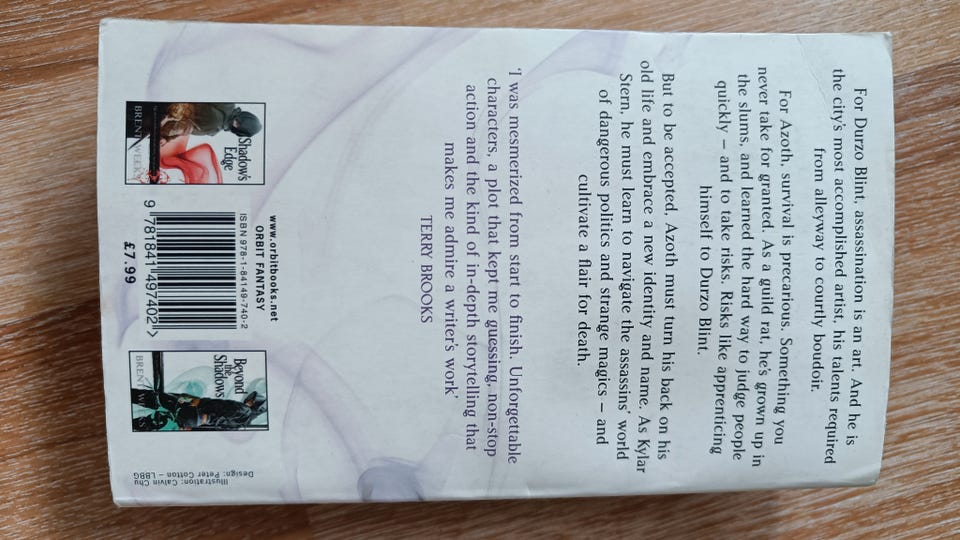 For Durzo Blint, assassination is an art. And he is
the city's most accomplished artist, his talents required
from alleyway to courtly boudoir.
For Azoth, survival is precarious. Something you
never take for granted. As a guild rat, he's grown up in
the slums, and learned the hard way to judge people
quickly – and to take risks. Risks like apprenticing
himself to Durzo Blint.
But to be accepted, Azoth must turn his back on his
old life and embrace a new identity and name. As Kylar
Stern, he must learn to navigate the assassins' world
of dangerous politics and strange magics – and
cultivate a flair for death.
'I was mesmerized from start to finish. Unforgettable
characters, a plot that kept me guessing, non-stop
action and the kind of in-depth storytelling that
makes me admire a writer's work'
TERRY BROOKS
Shadow's
Edge
BRENT WEEKS
www.orbitbooks.net
ORBIT FANTASY
ISBN 978-1-84149-740-2
9 781841 497402 >
£7.99
Beyond
the
Shadows
BRENT WEEKS
Illustration: Calvin Chu
Design: Peter Cotton – LBBG